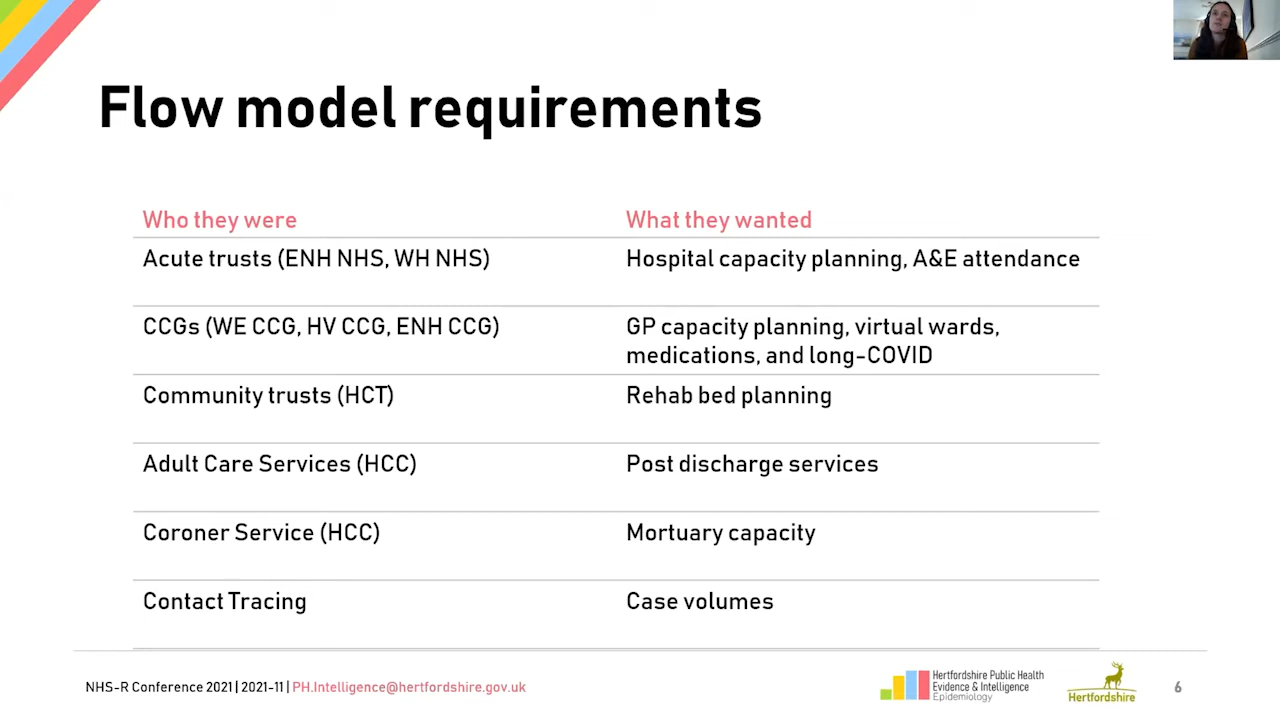 Flow model requirements
Who they were What they wanted
Acute trusts (ENH NHS, WH NHS) Hospital capacity planning, A&E attendance
CCGs (WE CCG, HV CCG, ENH CCG) GP capacity planning, virtual wards,
medications, and long-COVID
Community trusts (HCT) Rehab bed planning
Adult Care Services (HCC) Post discharge services
Coroner Service (HCC) Mortuary capacity
Contact Tracing Case volumes
NHS-R Conference 2021 | 2021-11 | PH.Intelligence@hertfordshire.gov.uk
Hertfordshire Public Health
Evidence & Intelligence
Epidemiology
Hertfordshire
6